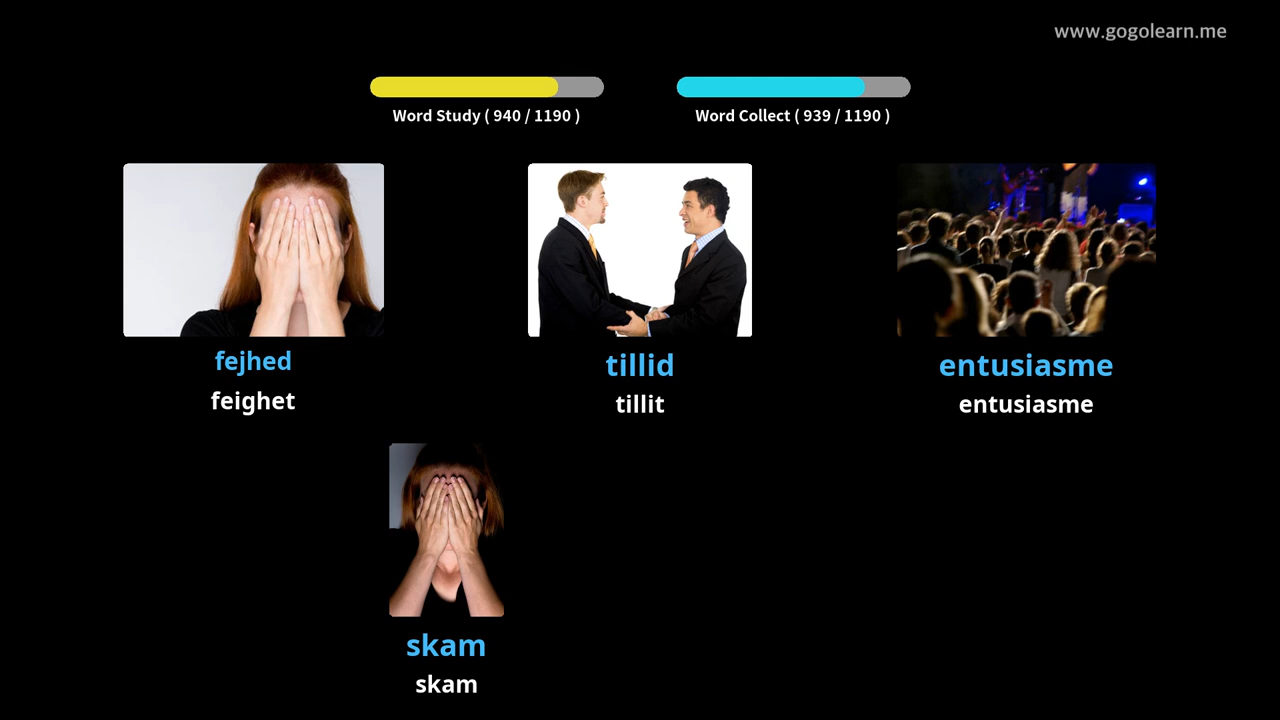 www.gogolearn.me
Word Study ( 940 / 1190 )
Word Collect ( 939 / 1190 )
fejhed
feighet
tillid
tillit
entusiasme
entusiasme
skam
skam